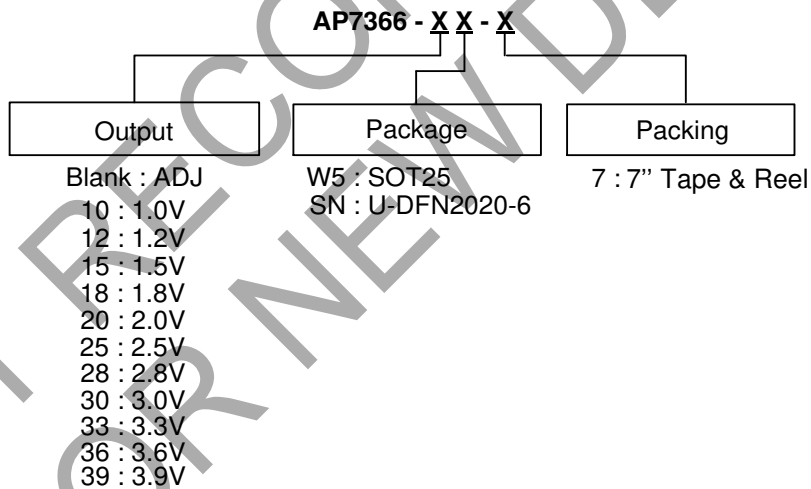 AP7366 - X X - X
Output
Package
Packing
Blank : ADJ
10 : 1.0V
12 : 1.2V
15 : 1.5V
18 : 1.8V
20 : 2.0V
25 : 2.5V
28 : 2.8V
30 : 3.0V
33 : 3.3V
36 : 3.6V
39 : 3.9V
W5 : SOT25
SN : U-DFN2020-6
7 : 7’’ Tape & Reel